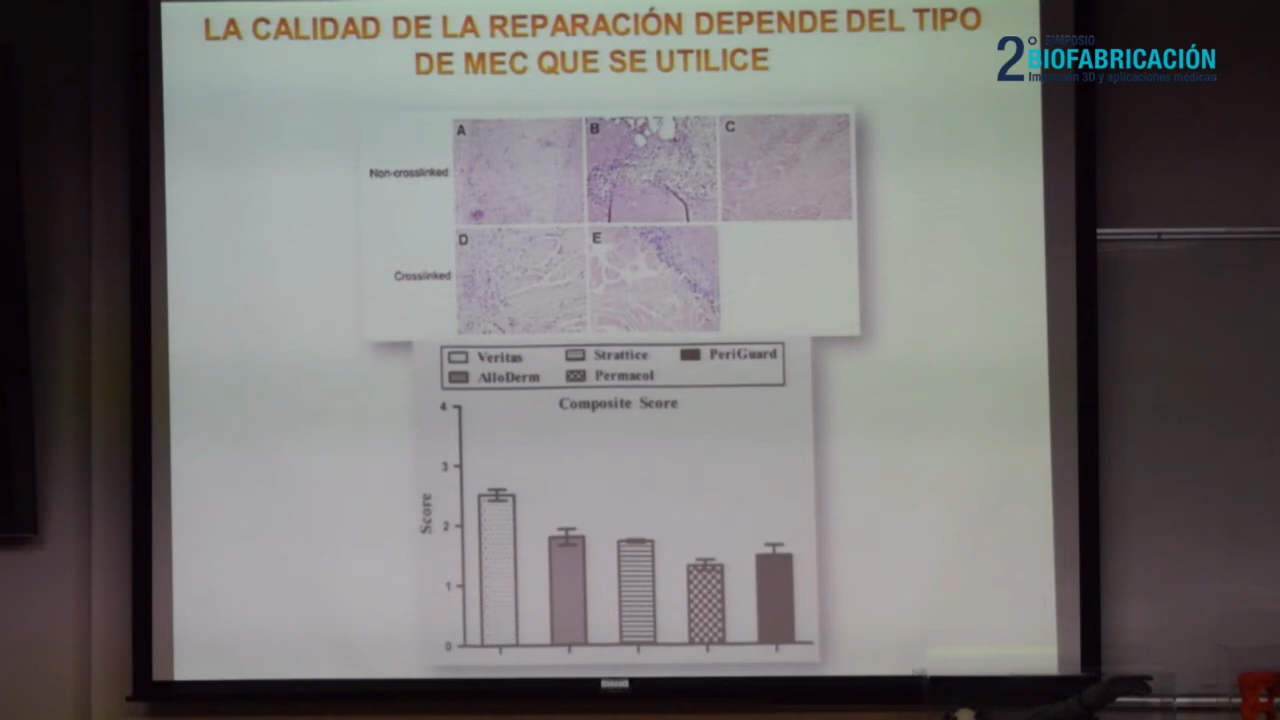 LA CALIDAD DE LA REPARACIÓN DEPENDE DEL TIPO
DE MEC QUE SE UTILICE
2° SIMPOSIO
BIOFABRICACIÓN
Impresión 3D y aplicaciones médicas
A
B
C
Non-crosslinked
D
E
Crosslinked
Veritas
Strattice
PeriGuard
AlloDerm
Permacol
Composite Score
4
3
2
1
0
Score